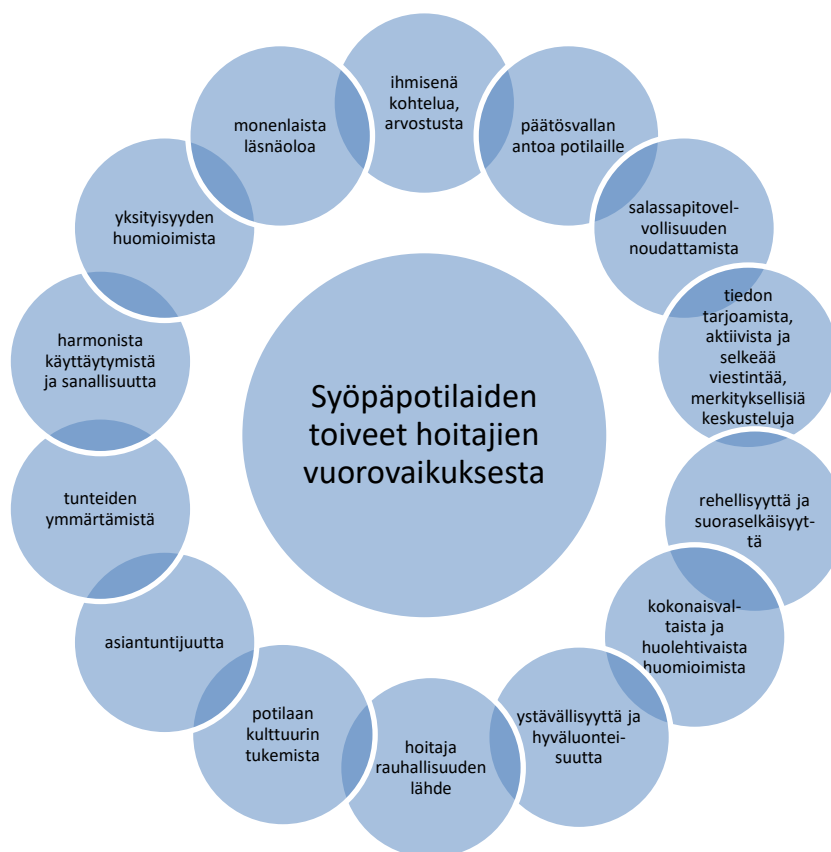 ihmisenä
kohtelua,
arvostusta
päätösvallan
antoa potilaille
salassapitovel-
vollisuuden
noudattamista
tiedon
tarjoamista,
aktiivista ja
selkeää
viestintää,
merkityksellisiä
keskusteluja
rehellisyyttä ja
suoraselkäisyyt-
tä
kokonaisval-
taista ja
huolehtivaista
huomioimista
ystävällisyyttä ja
hyväluontei-
suutta
hoitaja
rauhallisuuden
lähde
potilaan
kulttuurin
tukemista
asiantuntijuutta
tunteiden
ymmärtämistä
harmonista
käyttäytymistä
ja sanallisuutta
yksityisyyden
huomioimista
monenlaista
läsnäoloa
Syöpäpotilaiden
toiveet hoitajien
vuorovaikuksesta